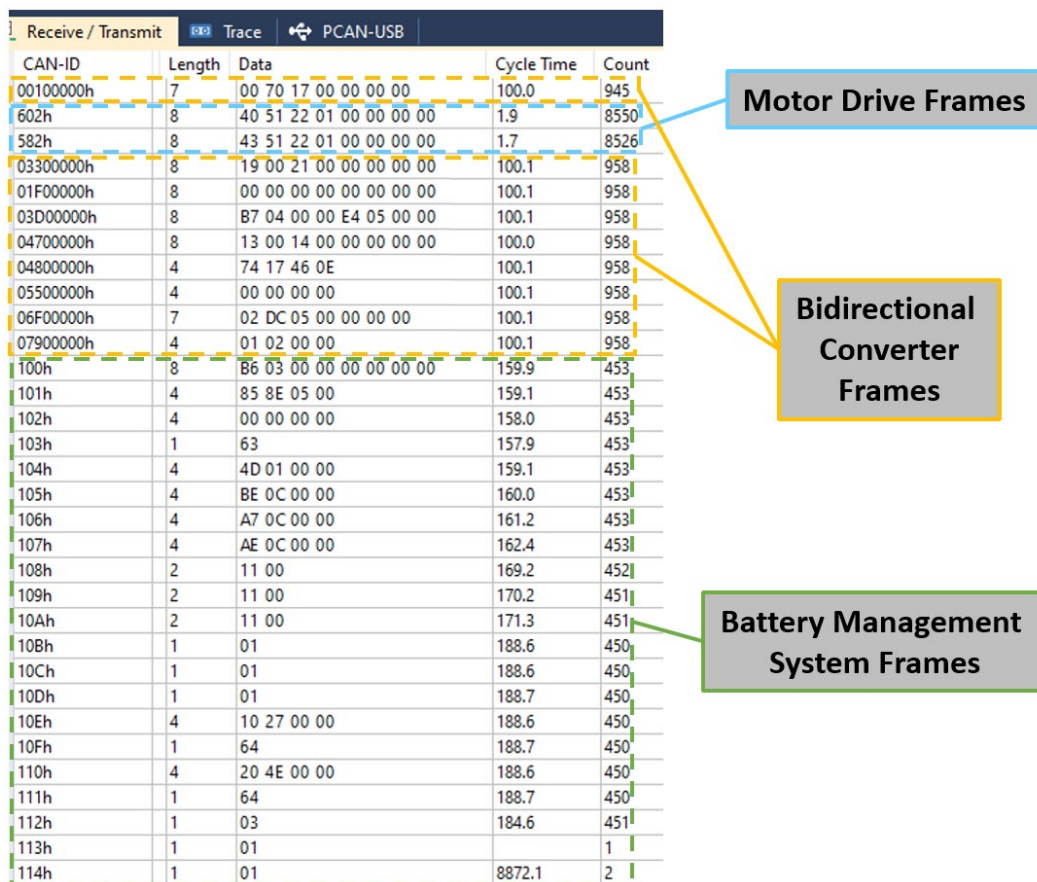 Receive / Transmit Trace PCAN-USB
CAN-ID Length Data Cycle Time Count
00100000h 7 00 70 17 00 00 00 00 100.0 945
602h 8 40 51 22 01 00 00 00 00 1.9 8550
582h 8 43 51 22 01 00 00 00 00 1.7 8526
03300000h 8 19 00 21 00 00 00 00 00 100.1 958
01F00000h 8 00 00 00 00 00 00 00 00 100.1 958
03D00000h 8 B7 04 00 00 E4 05 00 00 100.1 958
04700000h 8 13 00 14 00 00 00 00 00 100.0 958
04800000h 4 74 17 46 0E 100.1 958
05500000h 4 00 00 00 00 100.1 958
06F00000h 7 02 DC 05 00 00 00 00 100.1 958
07900000h 4 01 02 00 00 100.1 958
100h 8 B6 03 00 00 00 00 00 00 159.9 453
101h 4 85 8E 05 00 159.1 453
102h 4 00 00 00 00 158.0 453
103h 1 63 157.9 453
104h 4 4D 01 00 00 159.1 453
105h 4 BE 0C 00 00 160.0 453
106h 4 A7 0C 00 00 161.2 453
107h 4 AE 0C 00 00 162.4 453
108h 2 11 00 169.2 452
109h 2 11 00 170.2 451
10Ah 2 11 00 171.3 451
10Bh 1 01 188.6 450
10Ch 1 01 188.6 450
10Dh 1 01 188.7 450
10Eh 4 10 27 00 00 188.6 450
10Fh 1 64 188.7 450
110h 4 20 4E 00 00 188.6 450
111h 1 64 188.7 450
112h 1 03 184.6 451
113h 1 01 1
114h 1 01 8872.1 2
Motor Drive Frames
Bidirectional
Converter
Frames
Battery Management
System Frames